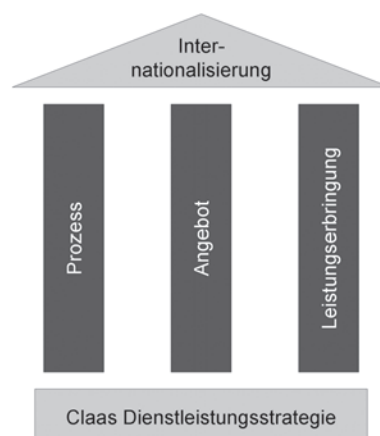 Inter-
nationalisierung
Prozess
Angebot
Leistungserbringung
Claas Dienstleistungsstrategie